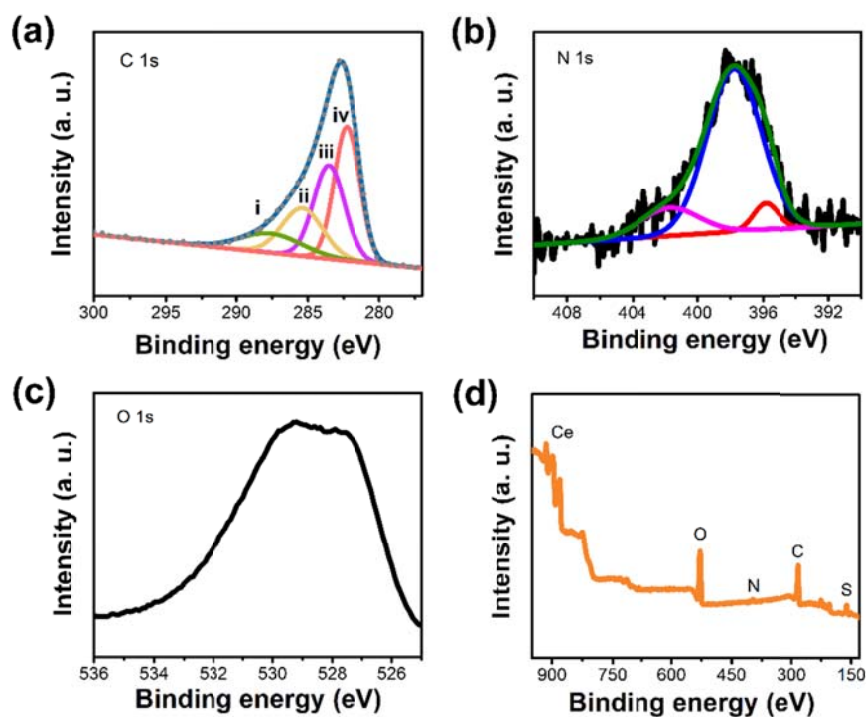 (a)
C 1s
i
ii
iii
iv
Intensity (a. u.)
300 295 290 285 280
Binding energy (eV)
(b)
N 1s
Intensity (a. u.)
408 404 400 396 392
Binding energy (eV)
(c)
O 1s
Intensity (a. u.)
536 534 532 530 528 526
Binding energy (eV)
(d)
Ce
O
N
C
S
Intensity (a. u.)
900 750 600 450 300 150
Binding energy (eV)